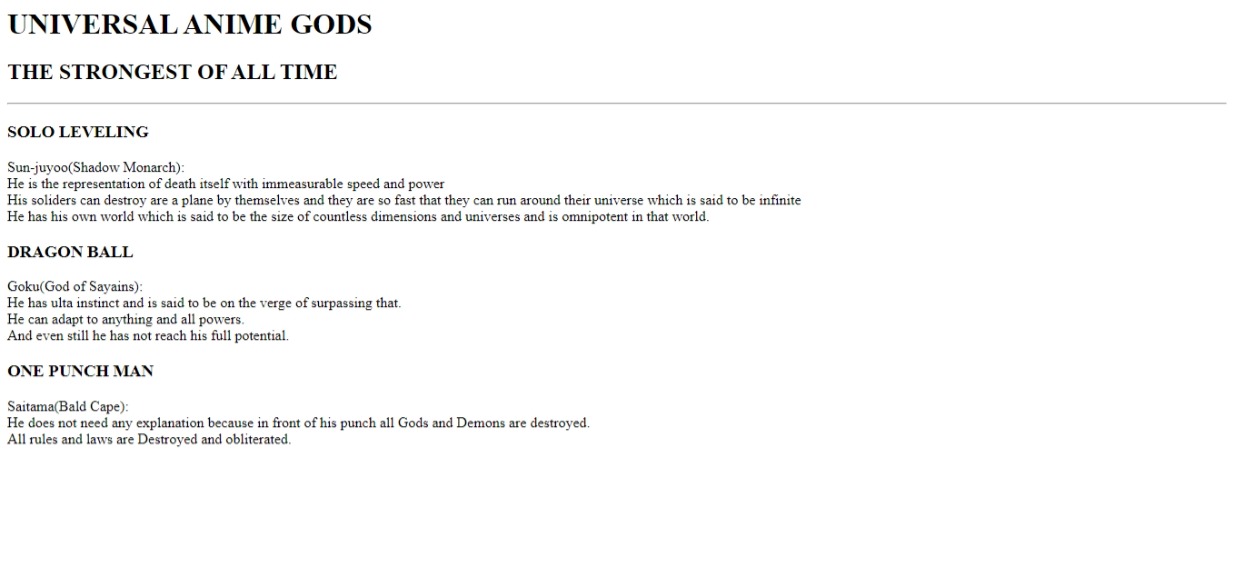 UNIVERSAL ANIME GODS
THE STRONGEST OF ALL TIME
SOLO LEVELING
Sun-juyoo(Shadow Monarch):
He is the representation of death itself with immeasurable speed and power
His soliders can destroy are a plane by themselves and they are so fast that they can run around their universe which is said to be infinite
He has his own world which is said to be the size of countless dimensions and universes and is omnipotent in that world.
DRAGON BALL
Goku(God of Sayains):
He has ulta instinct and is said to be on the verge of surpassing that.
He can adapt to anything and all powers.
And even still he has not reach his full potential.
ONE PUNCH MAN
Saitama(Bald Cape):
He does not need any explanation because in front of his punch all Gods and Demons are destroyed.
All rules and laws are Destroyed and obliterated.